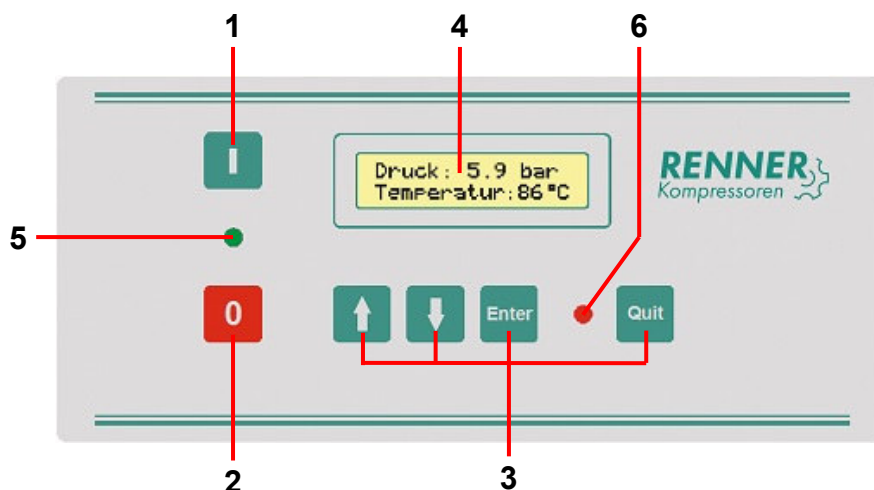 1 4 6
I
Druck: 5.9 bar
Temperatur:86°C
RENNER
Kompressoren
5
0
Enter
Quit
2 3